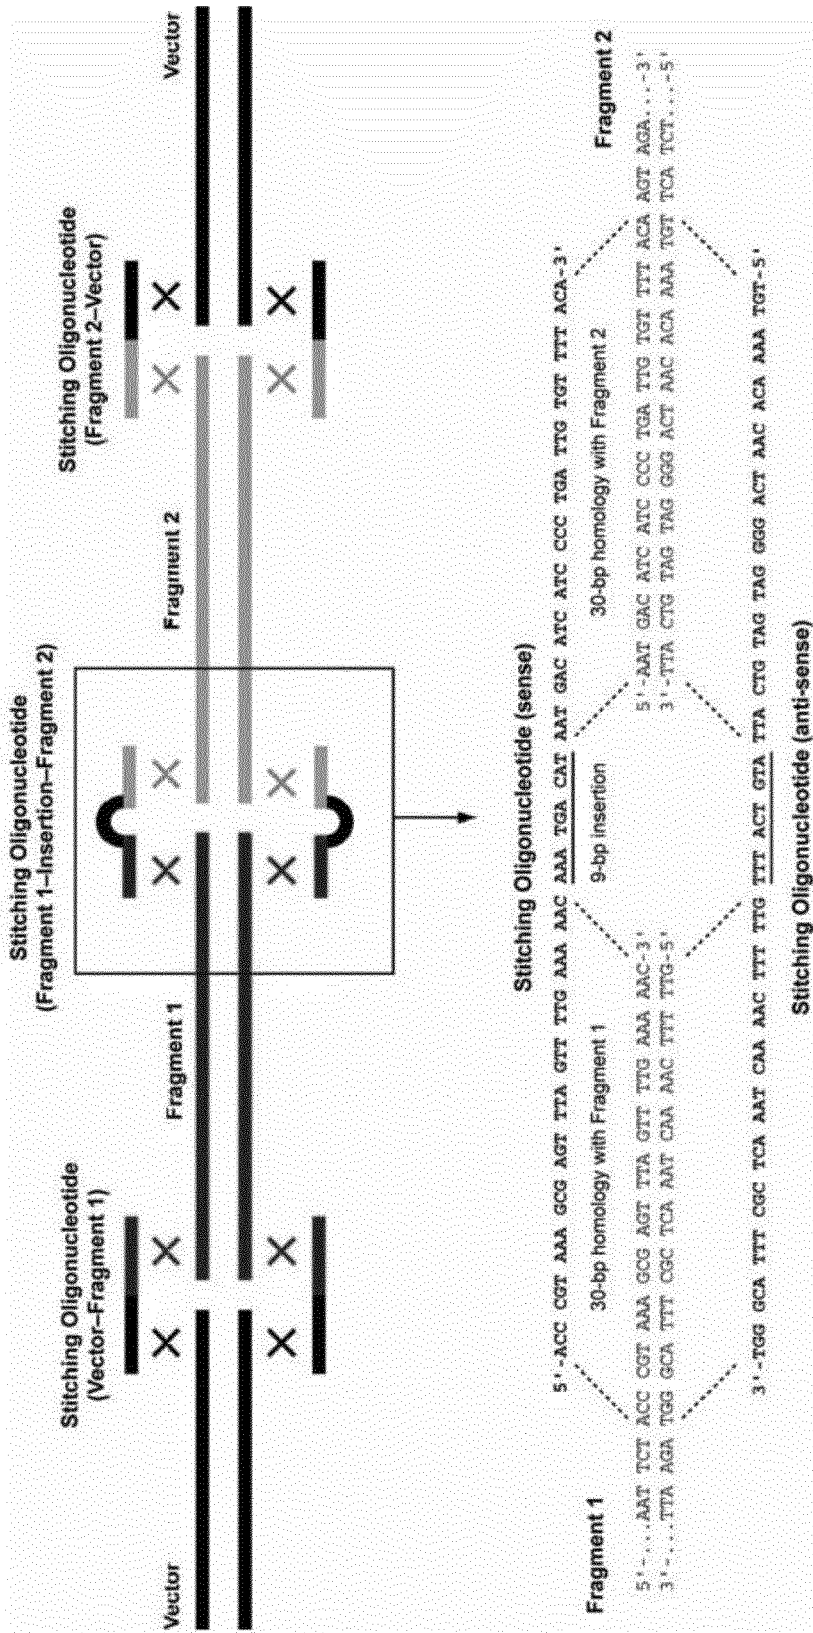 Stitching Oligonucleotide
(Vector–Fragment 1)
Stitching Oligonucleotide
(Fragment 1–Insertion–Fragment 2)
Stitching Oligonucleotide
(Fragment 2–Vector)
Vector
Fragment 1
Fragment 2
Vector
Stitching Oligonucleotide (sense)
5'-ACC CGT AAA GCG AGT TTA GTT TTG AAA AAC AAA TGA CAT AAT GAC ATC ATC CCC TGA TTG TGT TTT ACA-3'
30-bp homology with Fragment 1
9-bp insertion
30-bp homology with Fragment 2
Fragment 1
Fragment 2
5'-...AAT TCT ACC CGT AAA GCG AGT TTA GTT TTG AAA AAC-3'
3'-...TTA AGA TGG GCA TTT CGC TCA AAT CAA AAC TTT TTG-5'
5'-AAT GAC ATC ATC CCC TGA TTG TGT TTT ACA AGT AGA...-3'
3'-TTA CTG TAG TAG GGG ACT AAC ACA AAA TGT TCA TCT...-5'
3'-TGG GCA TTT CGC TCA AAT CAA AAC TTT TTG TTT ACT GTA TTA CTG TAG TAG GGG ACT AAC ACA AAA TGT-5'
Stitching Oligonucleotide (anti-sense)